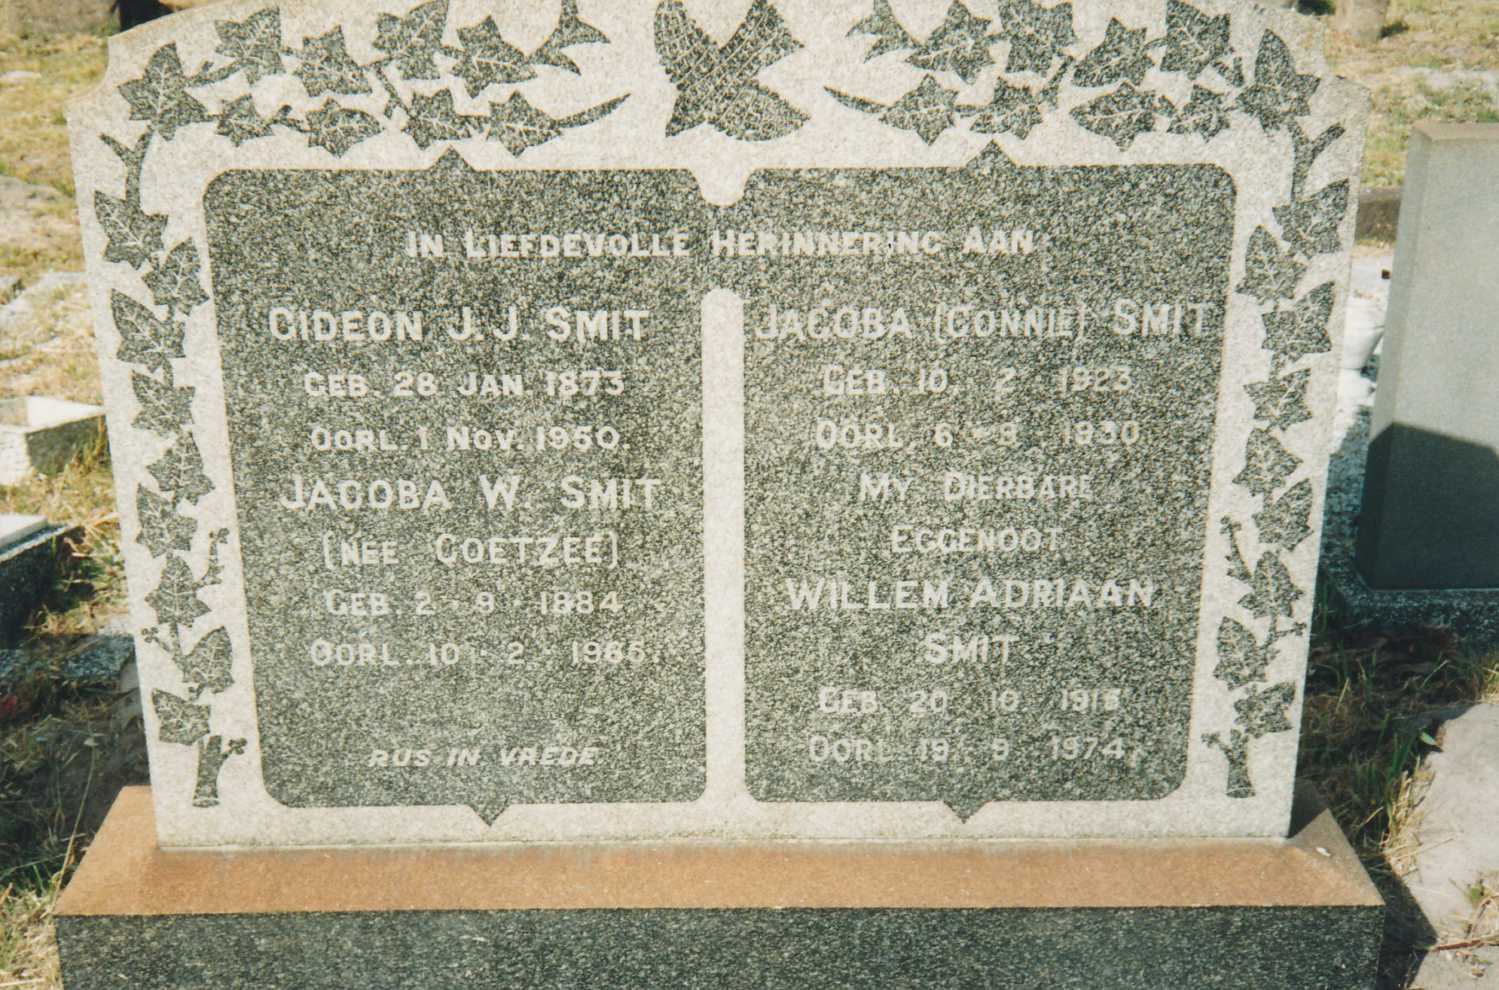 IN LIEFDEVOLLE HERINNERING AAN
GIDEON J. J. SMIT
GEB. 28 JAN. 1873
OORL. 1 NOV. 1950.
JACOBA W. SMIT
(NEE COETZEE)
GEB. 2 - 9 - 1884
OORL. 10 - 2 - 1965.
RUS IN VREDE.
JACOBA (CONNIE) SMIT
GEB. 10. 2 1923
OORL. 6 - 8 1930
MY DIERBARE
EGGENOOT
WILLEM ADRIAAN
SMIT
GEB. 20. 10. 1915
OORL. 19 - 9 1974.